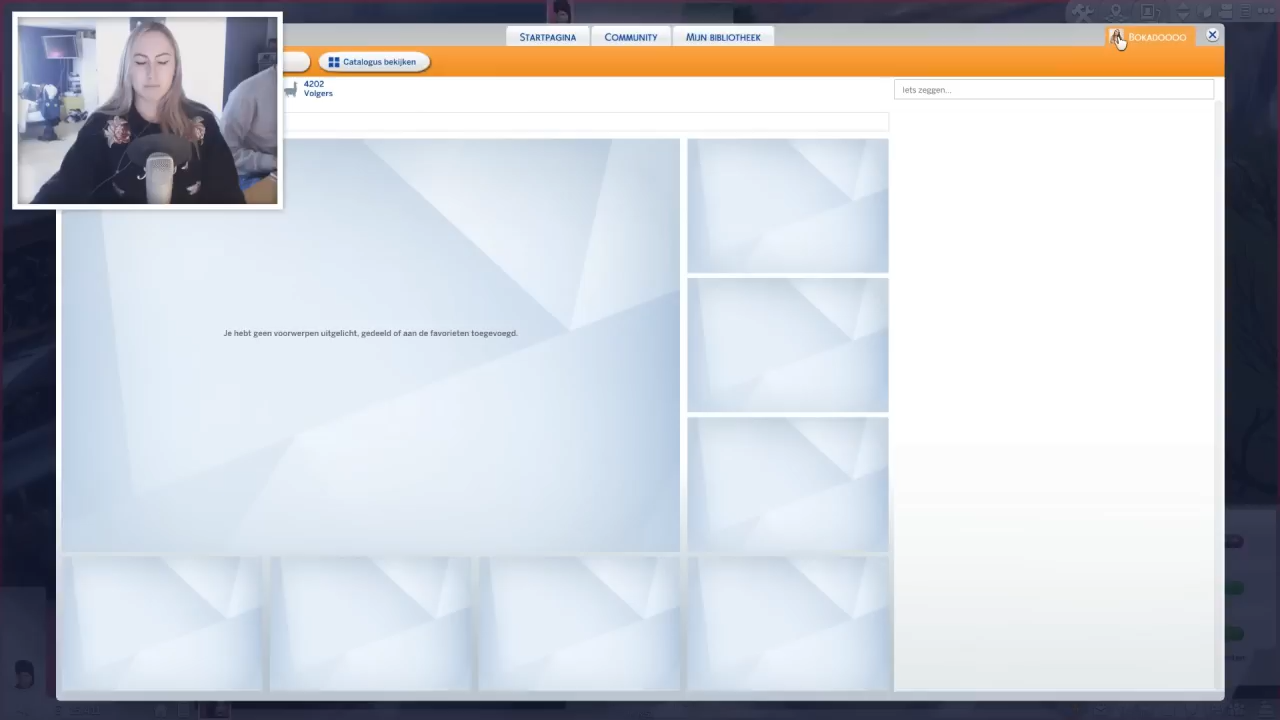 STARTPAGINA
COMMUNITY
MIJN BIBLIOTHEEK
BOKADOOOO
Catalogus bekijken
4202
Volgers
Iets zeggen...
Je hebt geen voorwerpen uitgelicht, gedeeld of aan de favorieten toegevoegd.